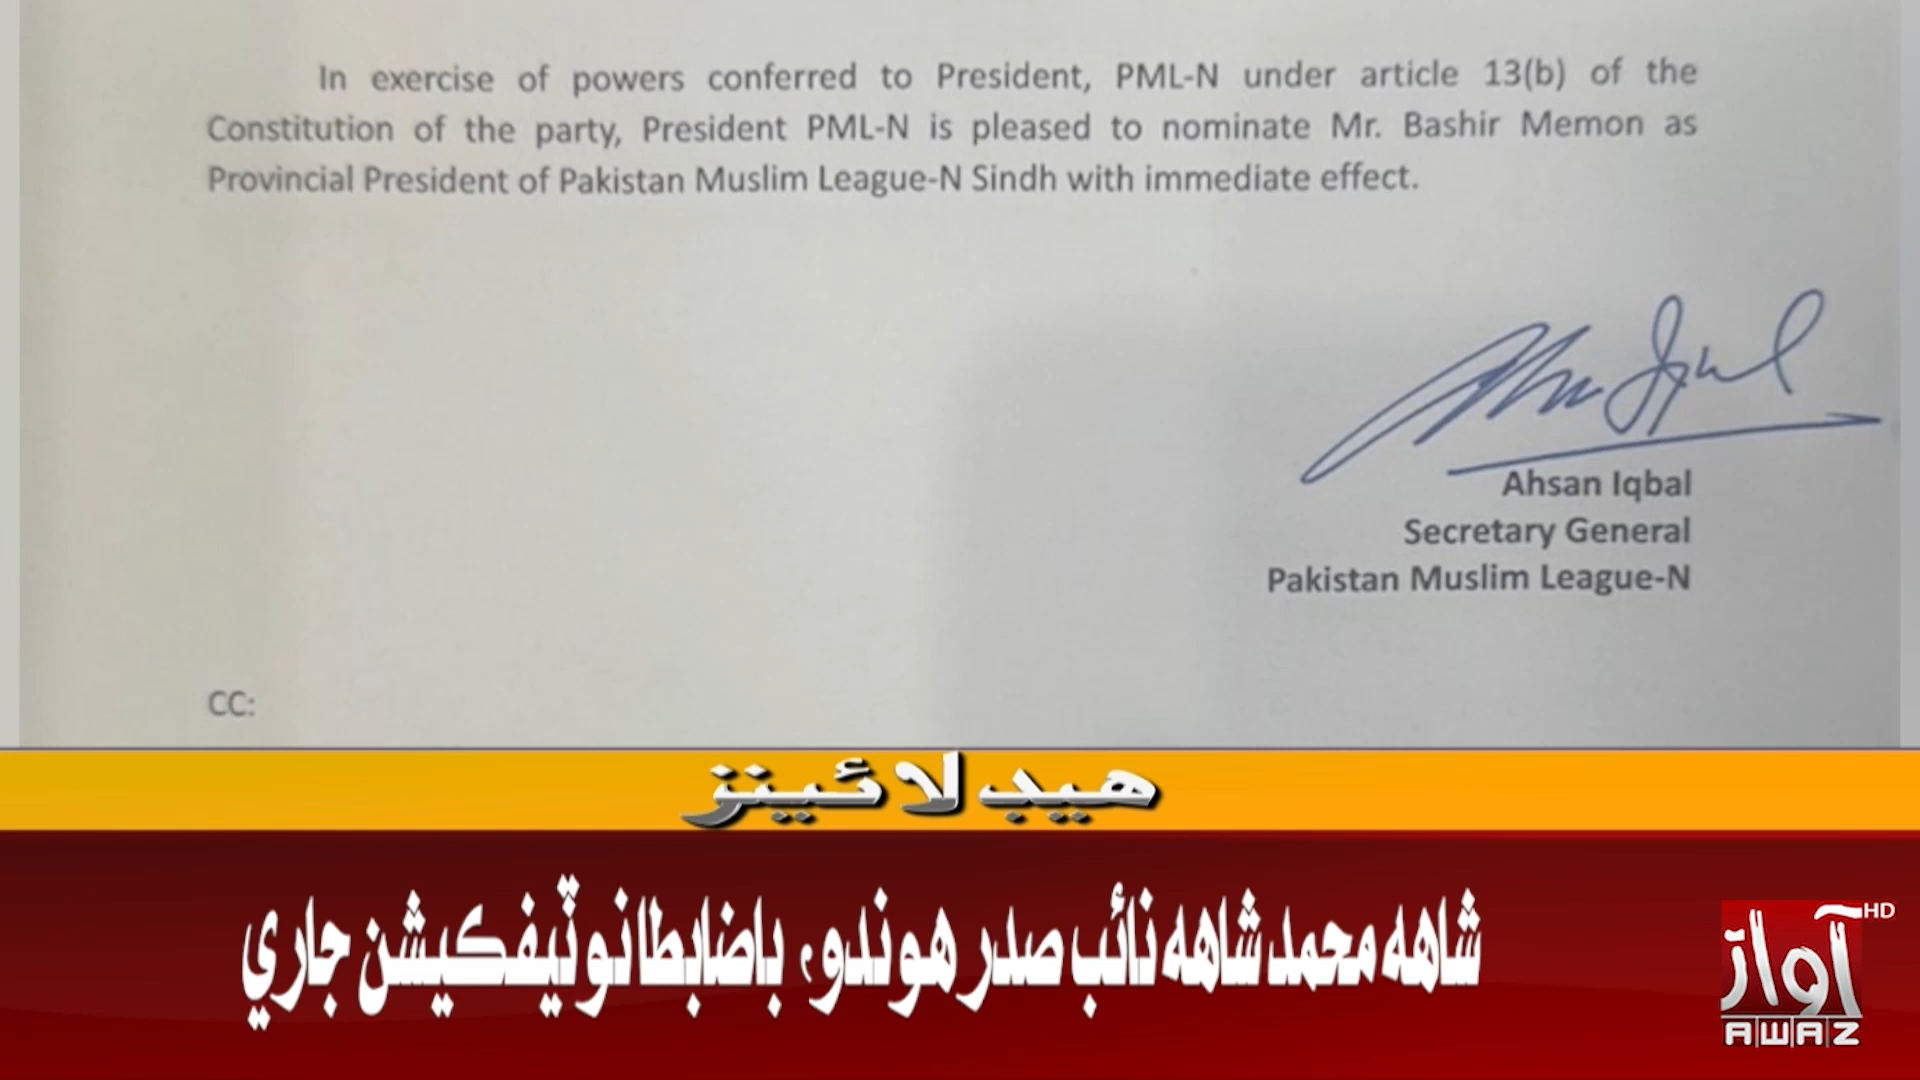 In exercise of powers conferred to President, PML-N under article 13(b) of the
Constitution of the party, President PML-N is pleased to nominate Mr. Bashir Memon as
Provincial President of Pakistan Muslim League-N Sindh with immediate effect.
Ahsan Iqbal
Secretary General
Pakistan Muslim League-N
CC:
هيڊ لائينز
شاهه محمد شاهه نائب صدر هوندو، باضابطا نوٽيفڪيشن جاري
آواز HD
AWAZ